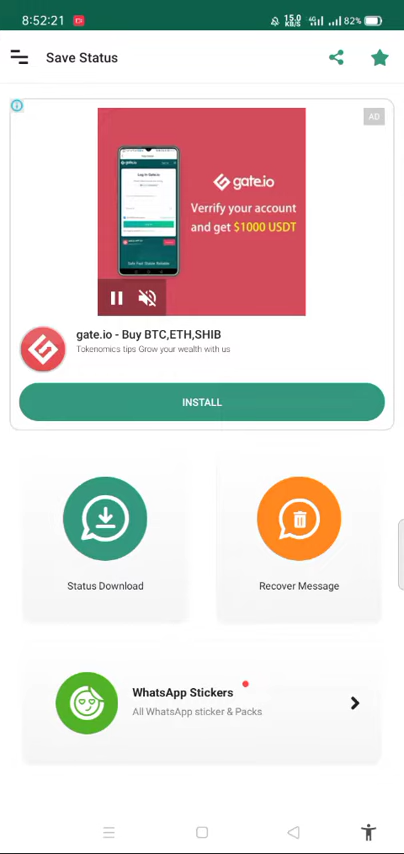 8:52:21 15.0 KB/S 4G 82%
Save Status
AD
gate.io
Verrify your account
and get $1000 USDT
gate.io - Buy BTC,ETH,SHIB
Tokenomics tips Grow your wealth with us
INSTALL
Status Download
Recover Message
WhatsApp Stickers
All WhatsApp sticker & Packs